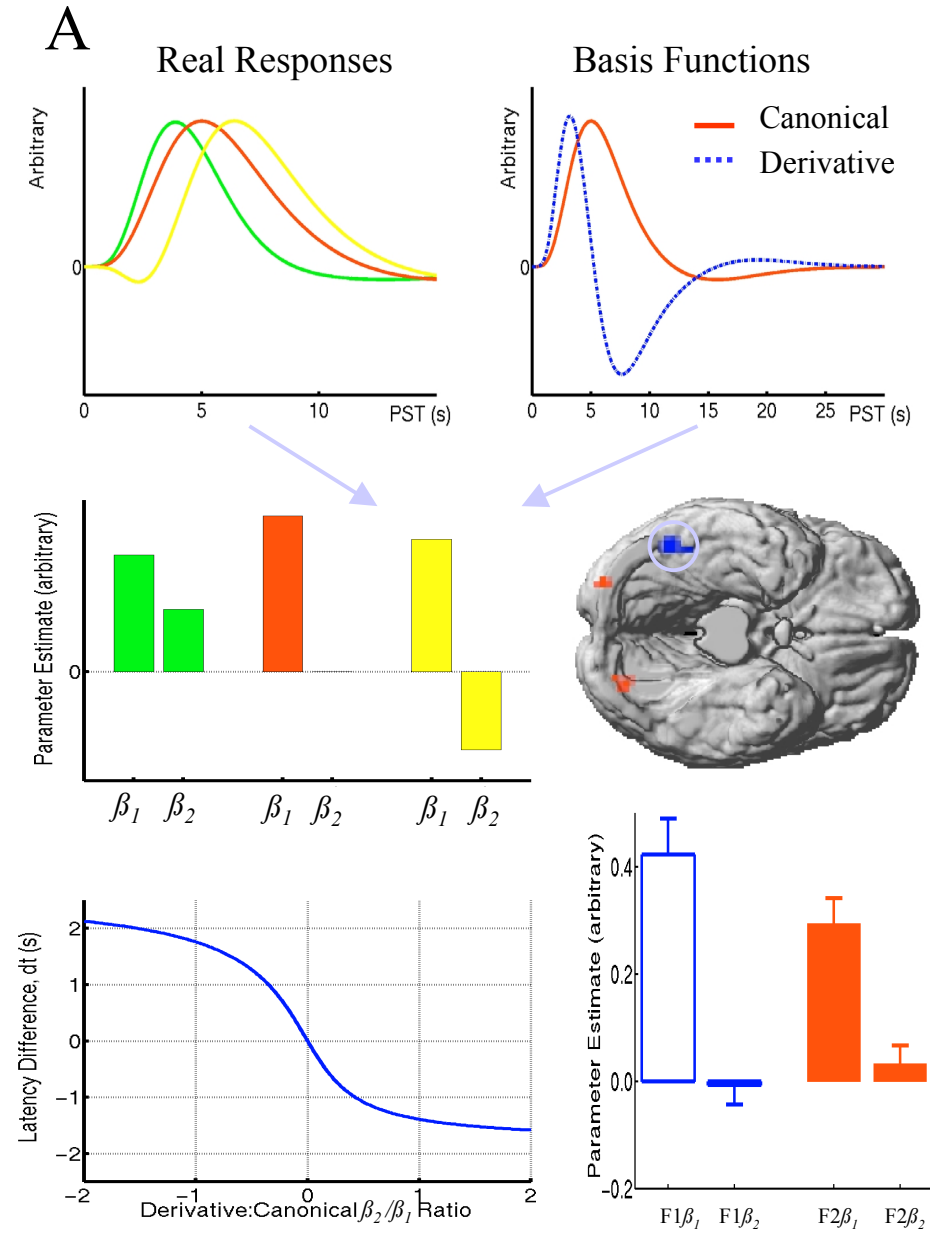 A
Real Responses
Basis Functions
Arbitrary
0
0 5 10 PST (s)
Arbitrary
0
Canonical
Derivative
0 5 10 15 20 25 PST (s)
Parameter Estimate (arbitrary)
0
β1 β2 β1 β2 β1 β2
Latency Difference, dt (s)
2
1
0
−1
−2
−2 −1 0 1 2
Derivative:Canonical β2/β1 Ratio
Parameter Estimate (arbitrary)
0.4
0.2
0.0
-0.2
F1β1 F1β2 F2β1 F2β2